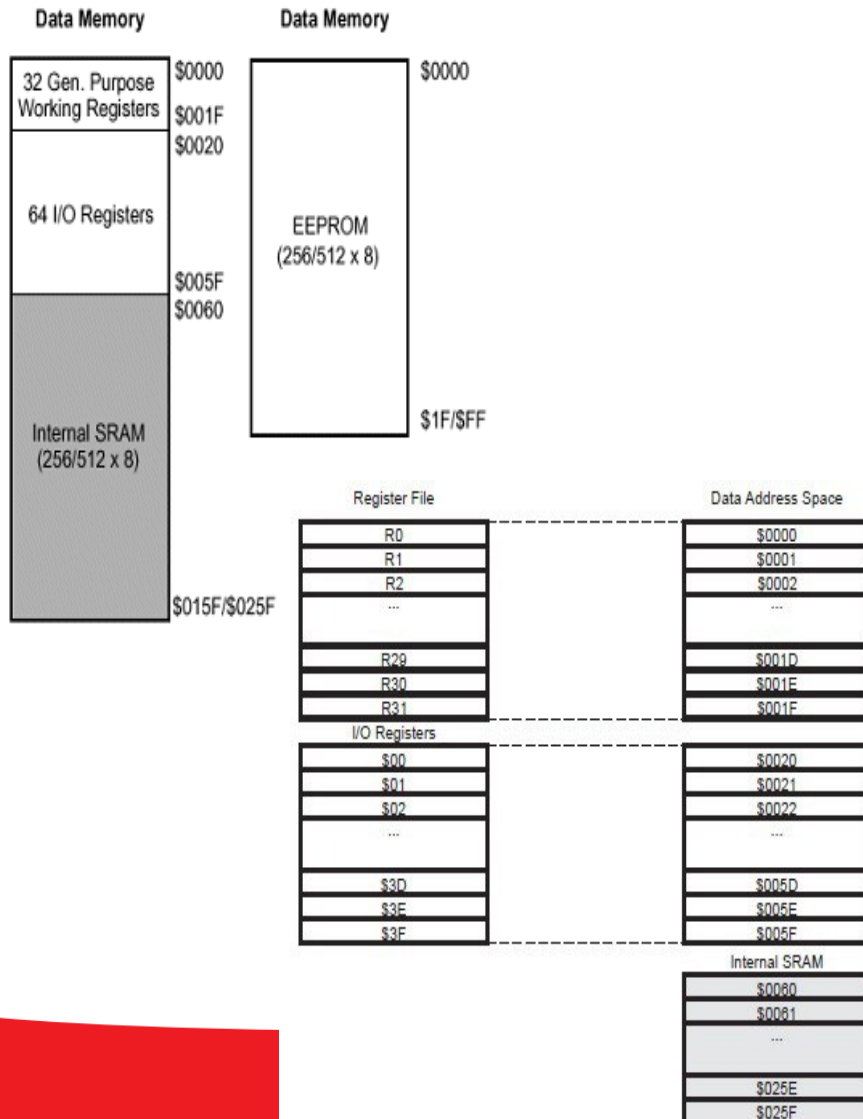 Data Memory
32 Gen. Purpose
Working Registers
$0000
$001F
$0020
64 I/O Registers
$005F
$0060
Internal SRAM
(256/512 x 8)
$015F/$025F
Data Memory
$0000
EEPROM
(256/512 x 8)
$1F/$FF
Register File
R0
R1
R2
...
R29
R30
R31
I/O Registers
$00
$01
$02
...
$3D
$3E
$3F
Data Address Space
$0000
$0001
$0002
...
$001D
$001E
$001F
$0020
$0021
$0022
...
$005D
$005E
$005F
Internal SRAM
$0060
$0061
...
$025E
$025F